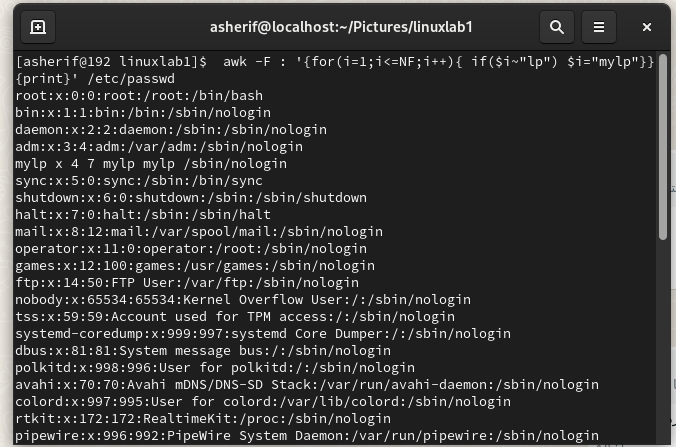 asherif@localhost:~/Pictures/linuxlab1
[asherif@192 linuxlab1]$  awk -F : '{for(i=1;i<=NF;i++){ if($i~"lp") $i="mylp"}}
{print}' /etc/passwd
root:x:0:0:root:/root:/bin/bash
bin:x:1:1:bin:/bin:/sbin/nologin
daemon:x:2:2:daemon:/sbin:/sbin/nologin
adm:x:3:4:adm:/var/adm:/sbin/nologin
mylp x 4 7 mylp mylp /sbin/nologin
sync:x:5:0:sync:/sbin:/bin/sync
shutdown:x:6:0:shutdown:/sbin:/sbin/shutdown
halt:x:7:0:halt:/sbin:/sbin/halt
mail:x:8:12:mail:/var/spool/mail:/sbin/nologin
operator:x:11:0:operator:/root:/sbin/nologin
games:x:12:100:games:/usr/games:/sbin/nologin
ftp:x:14:50:FTP User:/var/ftp:/sbin/nologin
nobody:x:65534:65534:Kernel Overflow User:/:/sbin/nologin
tss:x:59:59:Account used for TPM access:/:/sbin/nologin
systemd-coredump:x:999:997:systemd Core Dumper:/:/sbin/nologin
dbus:x:81:81:System message bus:/:/sbin/nologin
polkitd:x:998:996:User for polkitd:/:/sbin/nologin
avahi:x:70:70:Avahi mDNS/DNS-SD Stack:/var/run/avahi-daemon:/sbin/nologin
colord:x:997:995:User for colord:/var/lib/colord:/sbin/nologin
rtkit:x:172:172:RealtimeKit:/proc:/sbin/nologin
pipewire:x:996:992:PipeWire System Daemon:/var/run/pipewire:/sbin/nologin